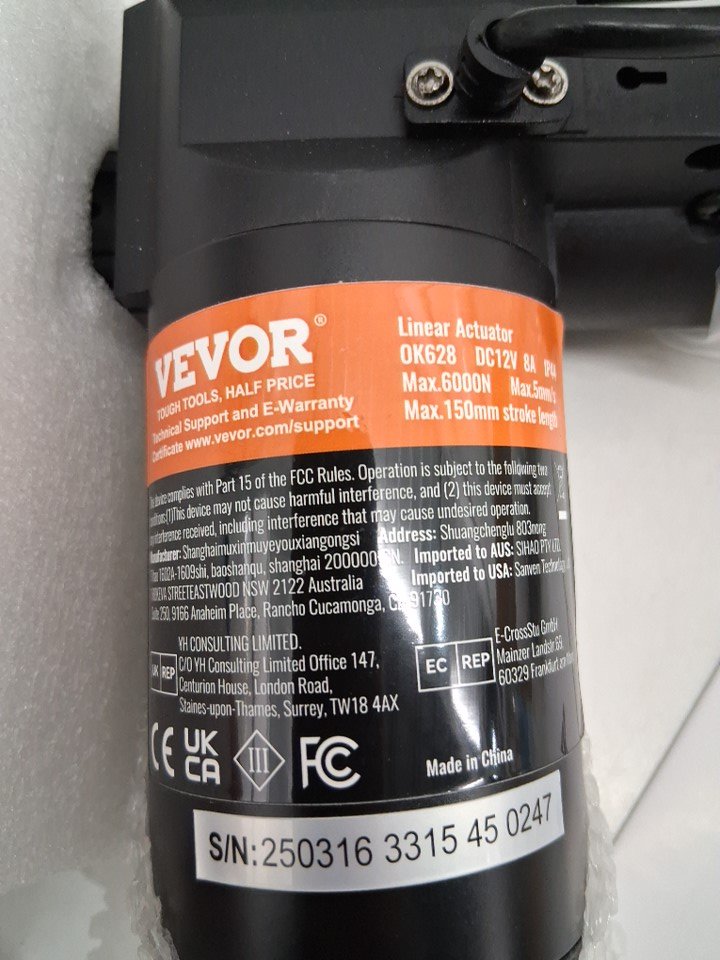 VEVOR®
TOUGH TOOLS, HALF PRICE
Technical Support and E-Warranty
Certificate www.vevor.com/support
Linear Actuator
OK628 DC12V 8A IP44
Max.6000N Max.5mm/s
Max.150mm stroke length
This device complies with Part 15 of the FCC Rules. Operation is subject to the following two
conditions:(1)This device may not cause harmful interference, and (2) this device must accept
any interference received, including interference that may cause undesired operation.
Manufacturer: Shanghaimuxinmuyeyouxiangongsi Address: Shuangchenglu 803nong
1602A-1609shi, baoshanqu, shanghai Imported to AUS: SIHAO PTY LTD.
STREETEASTWOOD NSW 2122 Australia Imported to USA: Sanven Technology
Suite 250, 9166 Anaheim Place, Rancho Cucamonga, CA 91730
UK REP
YH CONSULTING LIMITED.
C/O YH Consulting Limited Office 147,
Centurion House, London Road,
Staines-upon-Thames, Surrey, TW18 4AX
EC REP
E-CrossStu GmbH
Mainzer Landstr.69,
60329 Frankfurt am
CE UK CA III FC
Made in China
S/N:250316 3315 45 0247